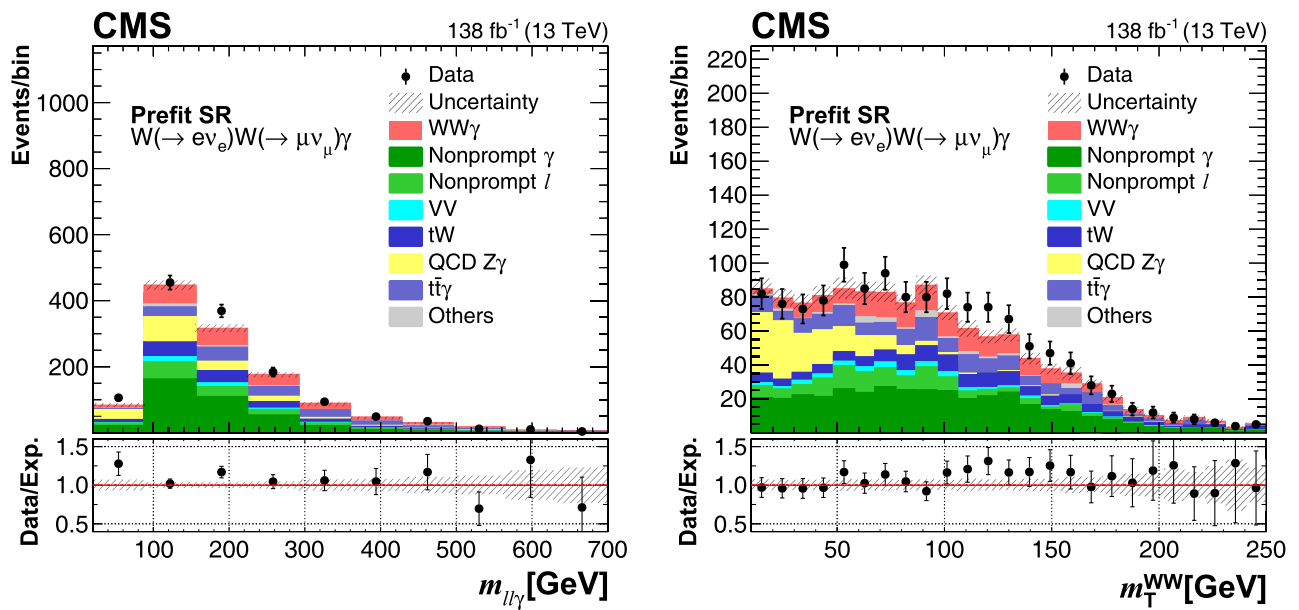 CMS
138 fb⁻¹ (13 TeV)
Events/bin
1000
800
600
400
200
Prefit SR
W(→ eνₑ)W(→ μν_μ)γ
Data
Uncertainty
WWγ
Nonprompt γ
Nonprompt l
VV
tW
QCD Zγ
tt̄γ
Others
Data/Exp.
1.5
1.0
0.5
100 200 300 400 500 600 700
m_llγ [GeV]
CMS
138 fb⁻¹ (13 TeV)
Events/bin
220
200
180
160
140
120
100
80
60
40
20
Prefit SR
W(→ eνₑ)W(→ μν_μ)γ
Data
Uncertainty
WWγ
Nonprompt γ
Nonprompt l
VV
tW
QCD Zγ
tt̄γ
Others
Data/Exp.
1.5
1.0
0.5
50 100 150 200 250
m_T^WW [GeV]